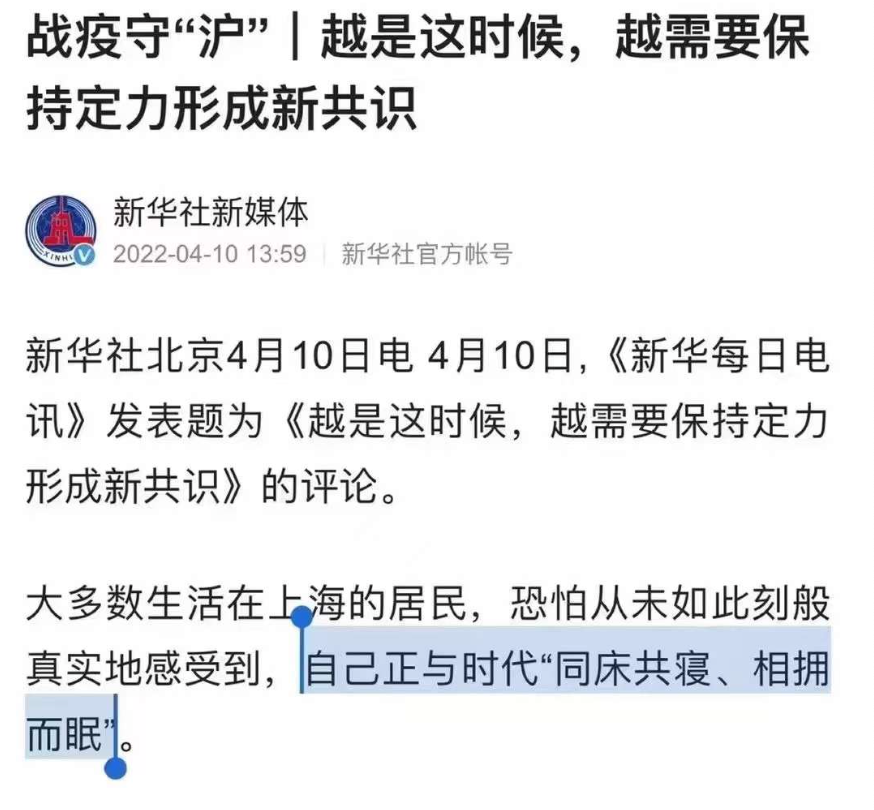 战疫守“沪”｜越是这时候，越需要保
持定力形成新共识
新华社新媒体
2022-04-10 13:59 新华社官方帐号
XINHU
新华社北京4月10日电 4月10日,《新华每日电
讯》发表题为《越是这时候，越需要保持定力
形成新共识》的评论。
大多数生活在上海的居民，恐怕从未如此刻般
真实地感受到，自己正与时代“同床共寝、相拥
而眠”。